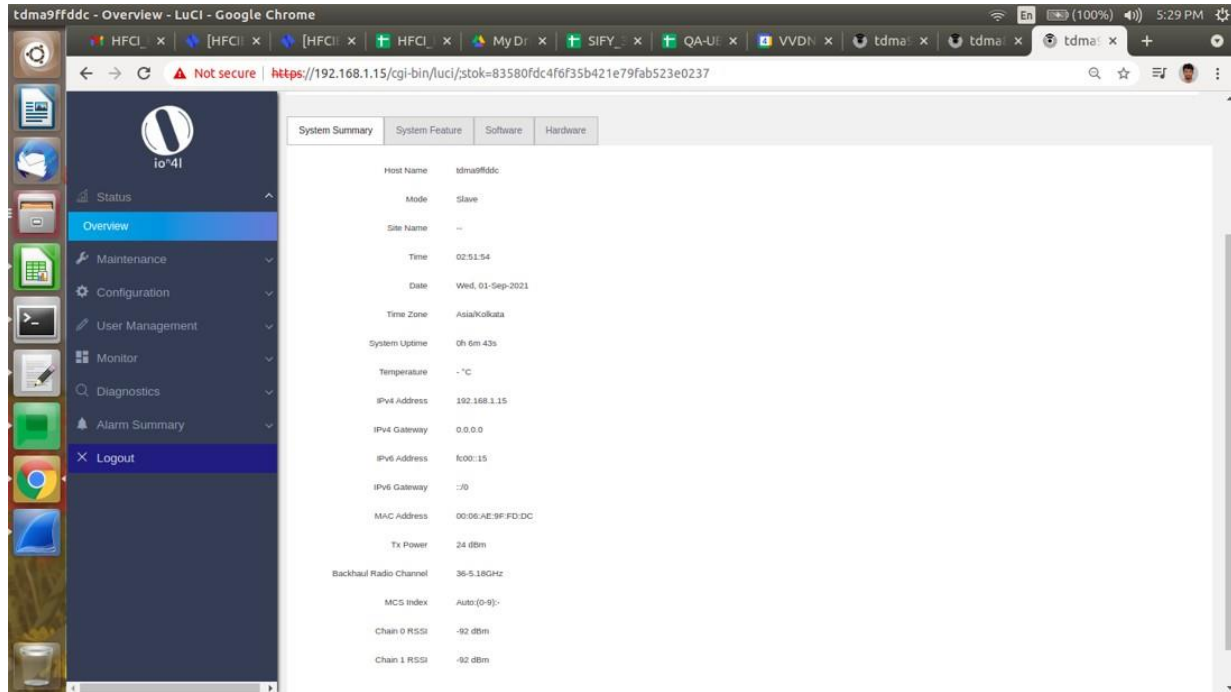 tdma9ffddc - Overview - LuCI - Google Chrome
En (100%) 5:29 PM
HFCI_ [HFCI [HFCI HFCI_ My Dr SIFY_ QA-UE VVDN tdma tdma tdma
Not secure https://192.168.1.15/cgi-bin/luci/;stok=83580fdc4f6f35b421e79fab523e0237
io^4l
System Summary System Feature Software Hardware
Host Name tdma9ffddc
Status
Mode Slave
Overview
Site Name --
Maintenance
Time 02:51:54
Configuration
Date Wed, 01-Sep-2021
User Management
Time Zone Asia/Kolkata
Monitor
System Uptime 0h 6m 43s
Diagnostics
Temperature - °C
Alarm Summary
IPv4 Address 192.168.1.15
Logout
IPv4 Gateway 0.0.0.0
IPv6 Address fc00::15
IPv6 Gateway ::/0
MAC Address 00:06:AE:9F:FD:DC
Tx Power 24 dBm
Backhaul Radio Channel 36-5.18GHz
MCS Index Auto:(0-9):-
Chain 0 RSSI -92 dBm
Chain 1 RSSI -92 dBm